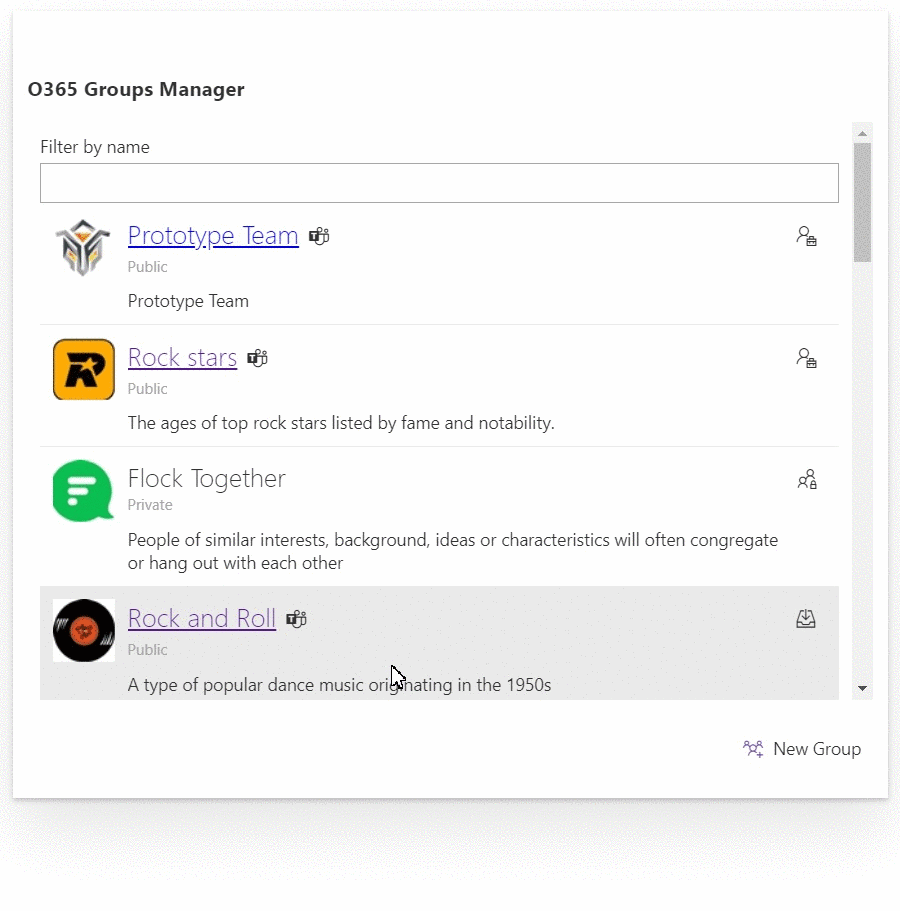 O365 Groups Manager
Filter by name
Prototype Team
Public
Prototype Team
Rock stars
Public
The ages of top rock stars listed by fame and notability.
Flock Together
Private
People of similar interests, background, ideas or characteristics will often congregate
or hang out with each other
Rock and Roll
Public
A type of popular dance music originating in the 1950s
New Group